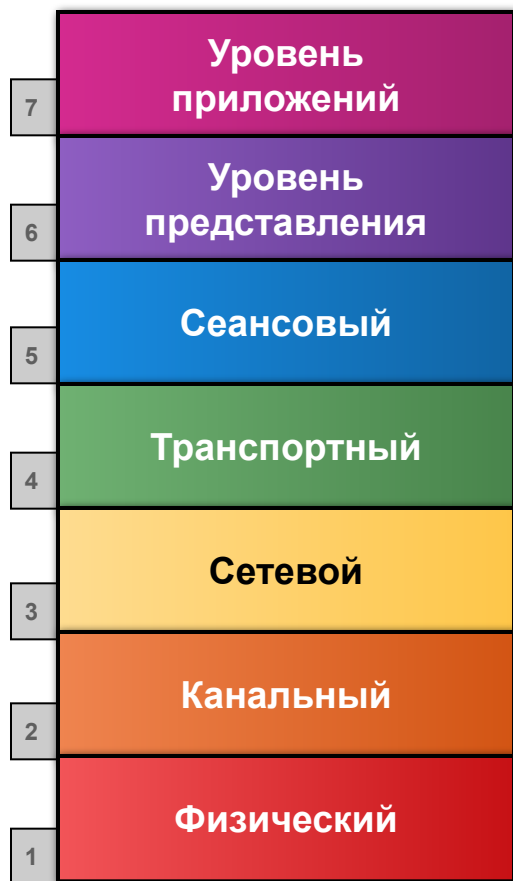 Уровень
приложений
7
Уровень
представления
6
Сеансовый
5
Транспортный
4
Сетевой
3
Канальный
2
Физический
1